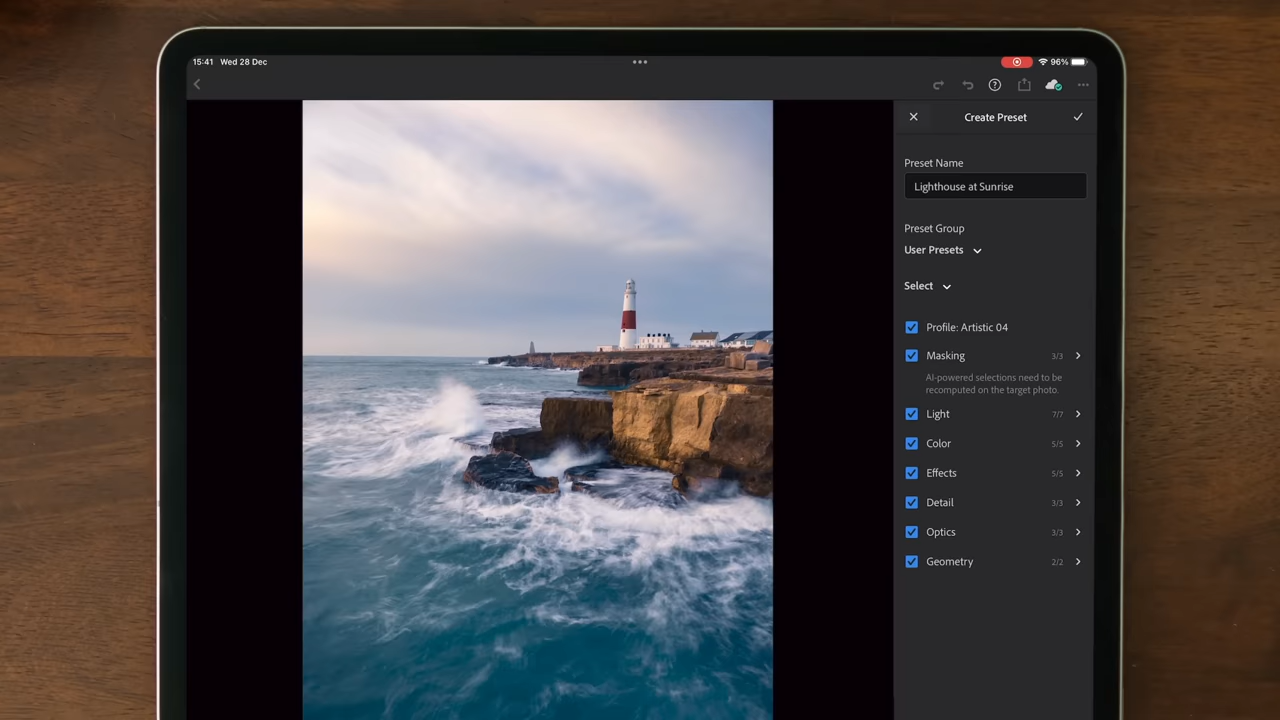 15:41 Wed 28 Dec
96%
Create Preset
Preset Name
Lighthouse at Sunrise
Preset Group
User Presets
Select
Profile: Artistic 04
Masking 3/3
AI-powered selections need to be
recomputed on the target photo.
Light 7/7
Color 5/5
Effects 5/5
Detail 3/3
Optics 3/3
Geometry 2/2